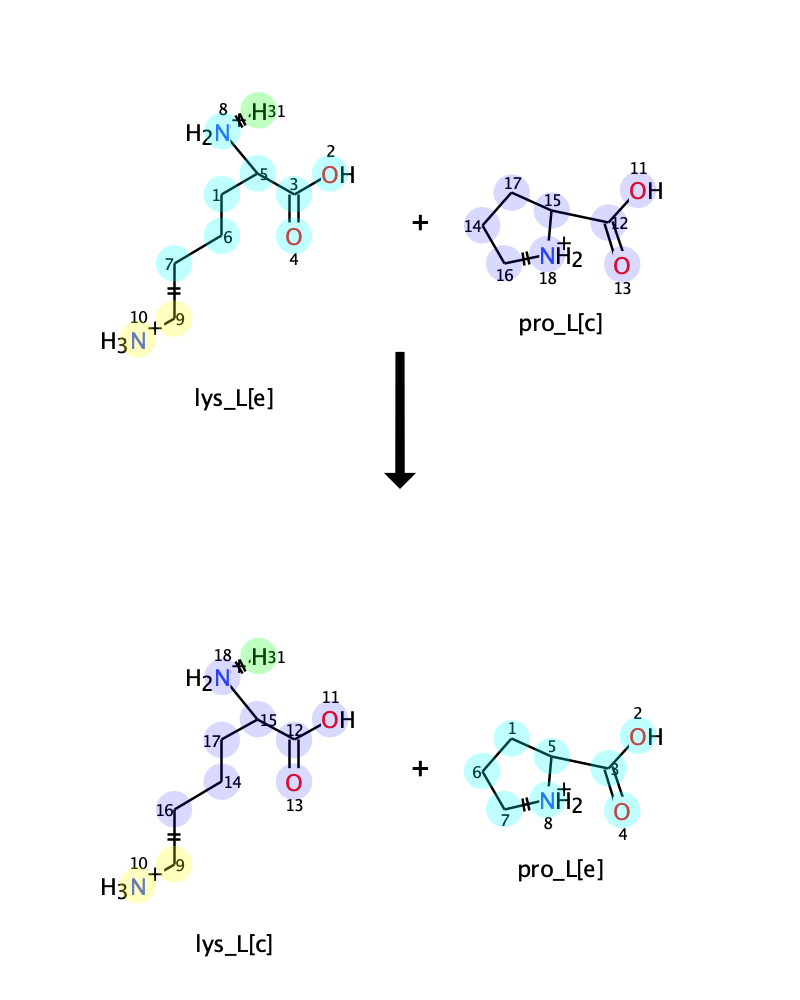 8
H31
H₂N
+
2
OH
5
3
1
O
4
6
7
9
10
+
H₃N
lys_L[e]
+
17
15
11
OH
14
12
+
NH2
16
18
O
13
pro_L[c]
18
H31
H₂N
+
11
OH
15
12
17
O
13
14
16
9
10
+
H₃N
lys_L[c]
+
1
5
2
OH
6
3
+
NH2
7
8
O
4
pro_L[e]